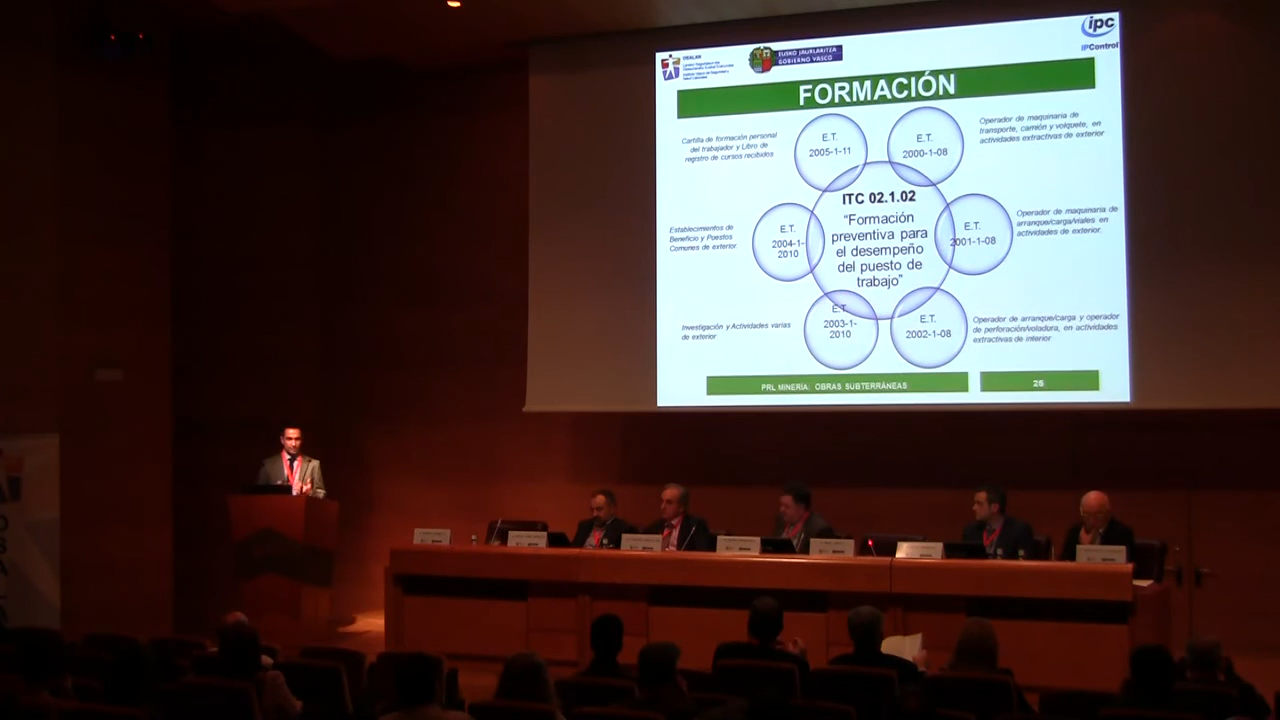 OSALAN
EUSKO JAURLARITZA
GOBIERNO VASCO
ipc
IPControl
FORMACIÓN
Cartilla de formación personal
del trabajador y Libro de
registro de cursos recibidos
E.T.
2005-1-11
E.T.
2000-1-08
Operador de maquinaria de
transporte, camión y volquete, en
actividades extractivas de exterior
Establecimientos de
Beneficio y Puestos
Comunes de exterior.
E.T.
2004-1-
2010
ITC 02.1.02
"Formación
preventiva para
el desempeño
del puesto de
trabajo"
E.T.
2001-1-08
Operador de maquinaria de
arranque/carga/viales en
actividades de exterior.
Investigación y Actividades varias
de exterior
E.T.
2003-1-
2010
E.T.
2002-1-08
Operador de arranque/carga y operador
de perforación/voladura, en actividades
extractivas de interior
PRL MINERÍA: OBRAS SUBTERRÁNEAS
26